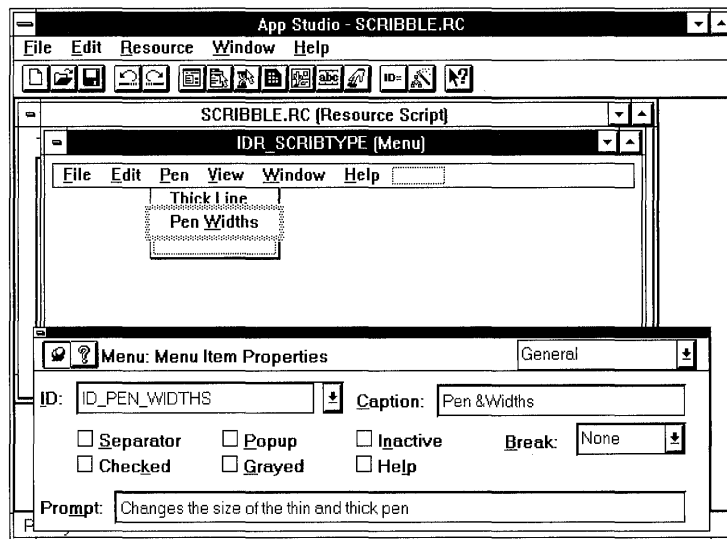 App Studio - SCRIBBLE.RC
File Edit Resource Window Help
abc ID=
SCRIBBLE.RC (Resource Script)
IDR_SCRIBTYPE (Menu)
File Edit Pen View Window Help
Thick Line
Pen Widths
Menu: Menu Item Properties General
ID: ID_PEN_WIDTHS Caption: Pen &Widths
Separator Popup Inactive Break: None
Checked Grayed Help
Prompt: Changes the size of the thin and thick pen